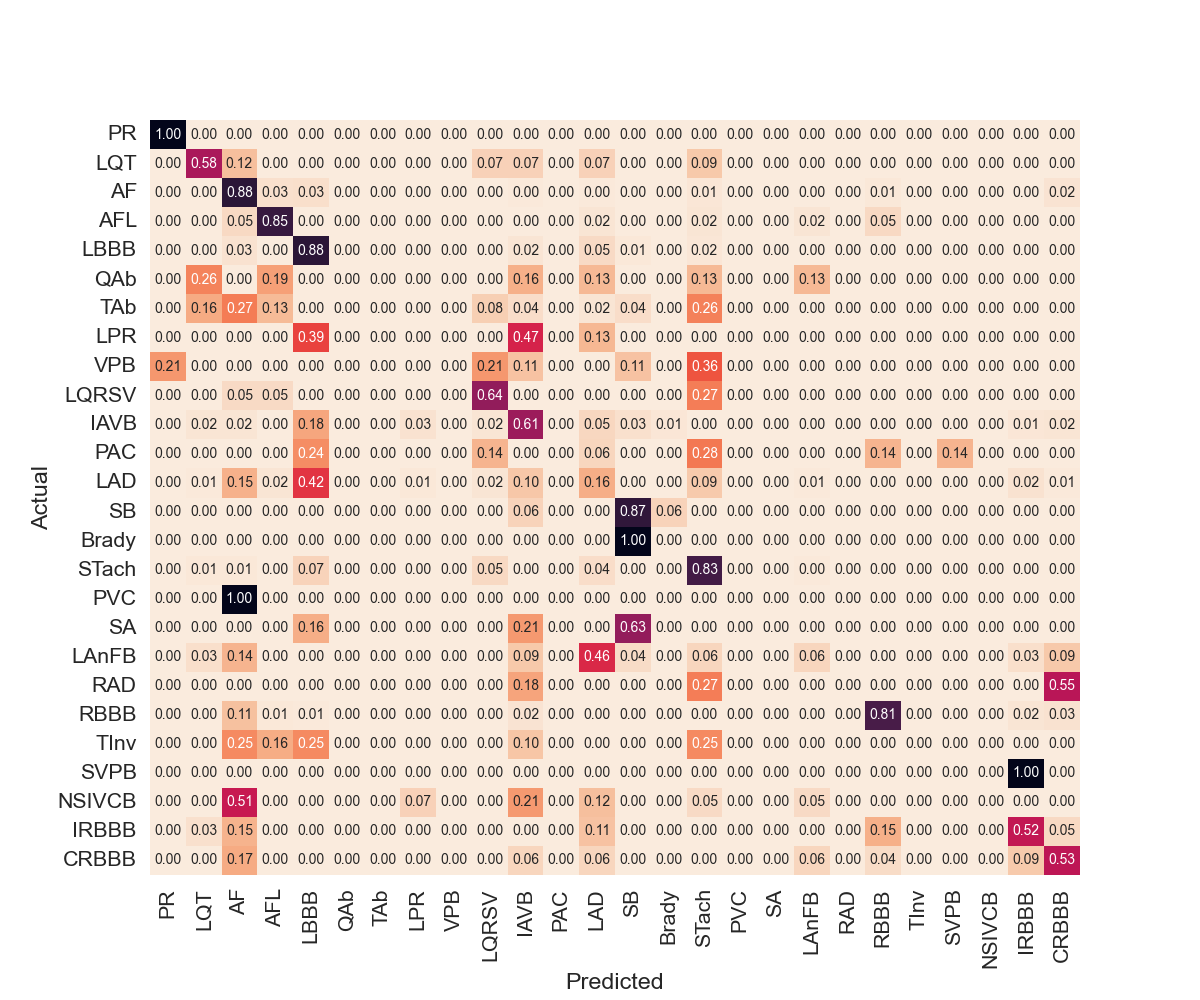 PR 1.00 0.00 0.00 0.00 0.00 0.00 0.00 0.00 0.00 0.00 0.00 0.00 0.00 0.00 0.00 0.00 0.00 0.00 0.00 0.00 0.00 0.00 0.00 0.00 0.00 0.00
LQT 0.00 0.58 0.12 0.00 0.00 0.00 0.00 0.00 0.00 0.07 0.07 0.00 0.07 0.00 0.00 0.09 0.00 0.00 0.00 0.00 0.00 0.00 0.00 0.00 0.00 0.00
AF 0.00 0.00 0.88 0.03 0.03 0.00 0.00 0.00 0.00 0.00 0.00 0.00 0.00 0.00 0.00 0.01 0.00 0.00 0.00 0.00 0.01 0.00 0.00 0.00 0.00 0.02
AFL 0.00 0.00 0.05 0.85 0.00 0.00 0.00 0.00 0.00 0.00 0.00 0.00 0.02 0.00 0.00 0.02 0.00 0.00 0.02 0.00 0.05 0.00 0.00 0.00 0.00 0.00
LBBB 0.00 0.00 0.03 0.00 0.88 0.00 0.00 0.00 0.00 0.00 0.02 0.00 0.05 0.01 0.00 0.02 0.00 0.00 0.00 0.00 0.00 0.00 0.00 0.00 0.00 0.00
QAb 0.00 0.26 0.00 0.19 0.00 0.00 0.00 0.00 0.00 0.00 0.16 0.00 0.13 0.00 0.00 0.13 0.00 0.00 0.13 0.00 0.00 0.00 0.00 0.00 0.00 0.00
TAb 0.00 0.16 0.27 0.13 0.00 0.00 0.00 0.00 0.00 0.08 0.04 0.00 0.02 0.04 0.00 0.26 0.00 0.00 0.00 0.00 0.00 0.00 0.00 0.00 0.00 0.00
LPR 0.00 0.00 0.00 0.00 0.39 0.00 0.00 0.00 0.00 0.00 0.47 0.00 0.13 0.00 0.00 0.00 0.00 0.00 0.00 0.00 0.00 0.00 0.00 0.00 0.00 0.00
VPB 0.21 0.00 0.00 0.00 0.00 0.00 0.00 0.00 0.00 0.21 0.11 0.00 0.00 0.11 0.00 0.36 0.00 0.00 0.00 0.00 0.00 0.00 0.00 0.00 0.00 0.00
LQRSV 0.00 0.00 0.05 0.05 0.00 0.00 0.00 0.00 0.00 0.64 0.00 0.00 0.00 0.00 0.00 0.27 0.00 0.00 0.00 0.00 0.00 0.00 0.00 0.00 0.00 0.00
IAVB 0.00 0.02 0.02 0.00 0.18 0.00 0.00 0.03 0.00 0.02 0.61 0.00 0.05 0.03 0.01 0.00 0.00 0.00 0.00 0.00 0.00 0.00 0.00 0.00 0.01 0.02
PAC 0.00 0.00 0.00 0.00 0.24 0.00 0.00 0.00 0.00 0.14 0.00 0.00 0.06 0.00 0.00 0.28 0.00 0.00 0.00 0.00 0.14 0.00 0.14 0.00 0.00 0.00
LAD 0.00 0.01 0.15 0.02 0.42 0.00 0.00 0.01 0.00 0.02 0.10 0.00 0.16 0.00 0.00 0.09 0.00 0.00 0.01 0.00 0.00 0.00 0.00 0.00 0.02 0.01
SB 0.00 0.00 0.00 0.00 0.00 0.00 0.00 0.00 0.00 0.00 0.06 0.00 0.00 0.87 0.06 0.00 0.00 0.00 0.00 0.00 0.00 0.00 0.00 0.00 0.00 0.00
Brady 0.00 0.00 0.00 0.00 0.00 0.00 0.00 0.00 0.00 0.00 0.00 0.00 0.00 1.00 0.00 0.00 0.00 0.00 0.00 0.00 0.00 0.00 0.00 0.00 0.00 0.00
STach 0.00 0.01 0.01 0.00 0.07 0.00 0.00 0.00 0.00 0.05 0.00 0.00 0.04 0.00 0.00 0.83 0.00 0.00 0.00 0.00 0.00 0.00 0.00 0.00 0.00 0.00
PVC 0.00 0.00 1.00 0.00 0.00 0.00 0.00 0.00 0.00 0.00 0.00 0.00 0.00 0.00 0.00 0.00 0.00 0.00 0.00 0.00 0.00 0.00 0.00 0.00 0.00 0.00
SA 0.00 0.00 0.00 0.00 0.16 0.00 0.00 0.00 0.00 0.00 0.21 0.00 0.00 0.63 0.00 0.00 0.00 0.00 0.00 0.00 0.00 0.00 0.00 0.00 0.00 0.00
LAnFB 0.00 0.03 0.14 0.00 0.00 0.00 0.00 0.00 0.00 0.00 0.09 0.00 0.46 0.04 0.00 0.06 0.00 0.00 0.06 0.00 0.00 0.00 0.00 0.00 0.03 0.09
RAD 0.00 0.00 0.00 0.00 0.00 0.00 0.00 0.00 0.00 0.00 0.18 0.00 0.00 0.00 0.00 0.27 0.00 0.00 0.00 0.00 0.00 0.00 0.00 0.00 0.00 0.55
RBBB 0.00 0.00 0.11 0.01 0.01 0.00 0.00 0.00 0.00 0.00 0.02 0.00 0.00 0.00 0.00 0.00 0.00 0.00 0.00 0.00 0.81 0.00 0.00 0.00 0.02 0.03
TInv 0.00 0.00 0.25 0.16 0.25 0.00 0.00 0.00 0.00 0.00 0.10 0.00 0.00 0.00 0.00 0.25 0.00 0.00 0.00 0.00 0.00 0.00 0.00 0.00 0.00 0.00
SVPB 0.00 0.00 0.00 0.00 0.00 0.00 0.00 0.00 0.00 0.00 0.00 0.00 0.00 0.00 0.00 0.00 0.00 0.00 0.00 0.00 0.00 0.00 0.00 0.00 1.00 0.00
NSIVCB 0.00 0.00 0.51 0.00 0.00 0.00 0.00 0.07 0.00 0.00 0.21 0.00 0.12 0.00 0.00 0.05 0.00 0.00 0.05 0.00 0.00 0.00 0.00 0.00 0.00 0.00
IRBBB 0.00 0.03 0.15 0.00 0.00 0.00 0.00 0.00 0.00 0.00 0.00 0.00 0.11 0.00 0.00 0.00 0.00 0.00 0.00 0.00 0.15 0.00 0.00 0.00 0.52 0.05
CRBBB 0.00 0.00 0.17 0.00 0.00 0.00 0.00 0.00 0.00 0.00 0.06 0.00 0.06 0.00 0.00 0.00 0.00 0.00 0.06 0.00 0.04 0.00 0.00 0.00 0.09 0.53
Actual
PR LQT AF AFL LBBB QAb TAb LPR VPB LQRSV IAVB PAC LAD SB Brady STach PVC SA LAnFB RAD RBBB TInv SVPB NSIVCB IRBBB CRBBB
Predicted